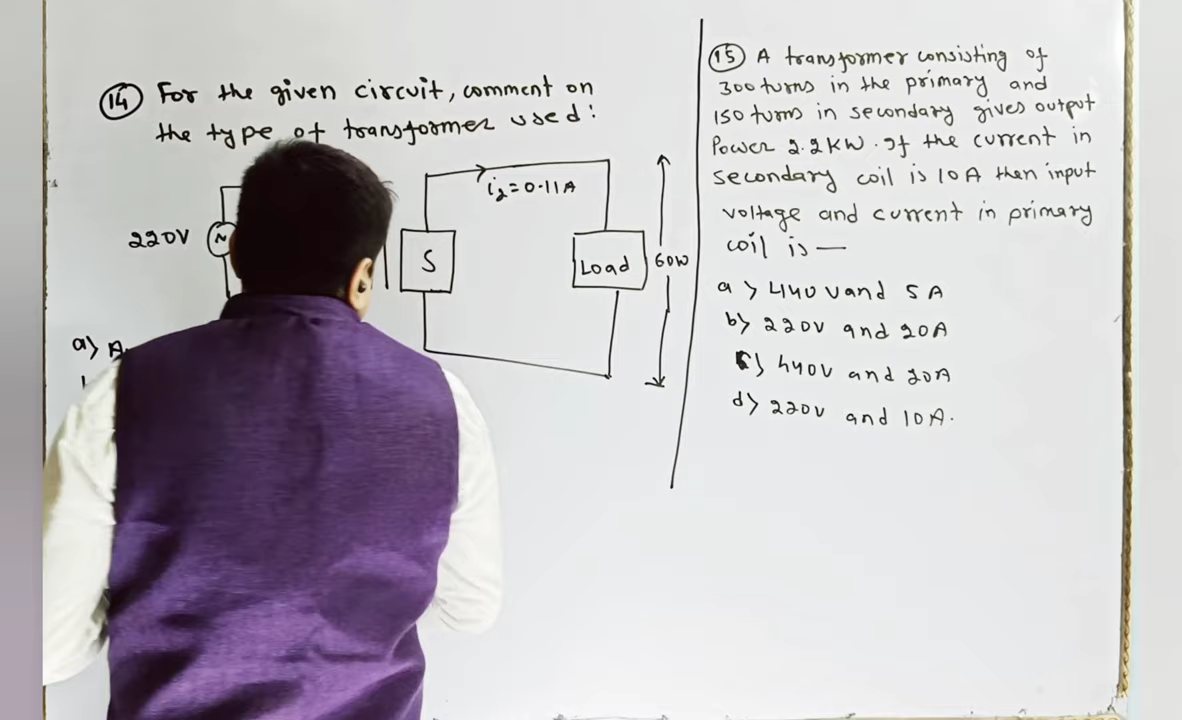 (14) For the given circuit, comment on
the type of transformer used:
220V
~
S
i₂=0.11A
Load
60W
a)
(15) A transformer consisting of
300 turns in the primary and
150 turns in secondary gives output
Power 2.2KW. If the current in
secondary coil is 10A then input
voltage and current in primary
coil is —
a) 440 V and 5A
b) 220V and 20A
c) 440V and 20A
d) 220V and 10A.